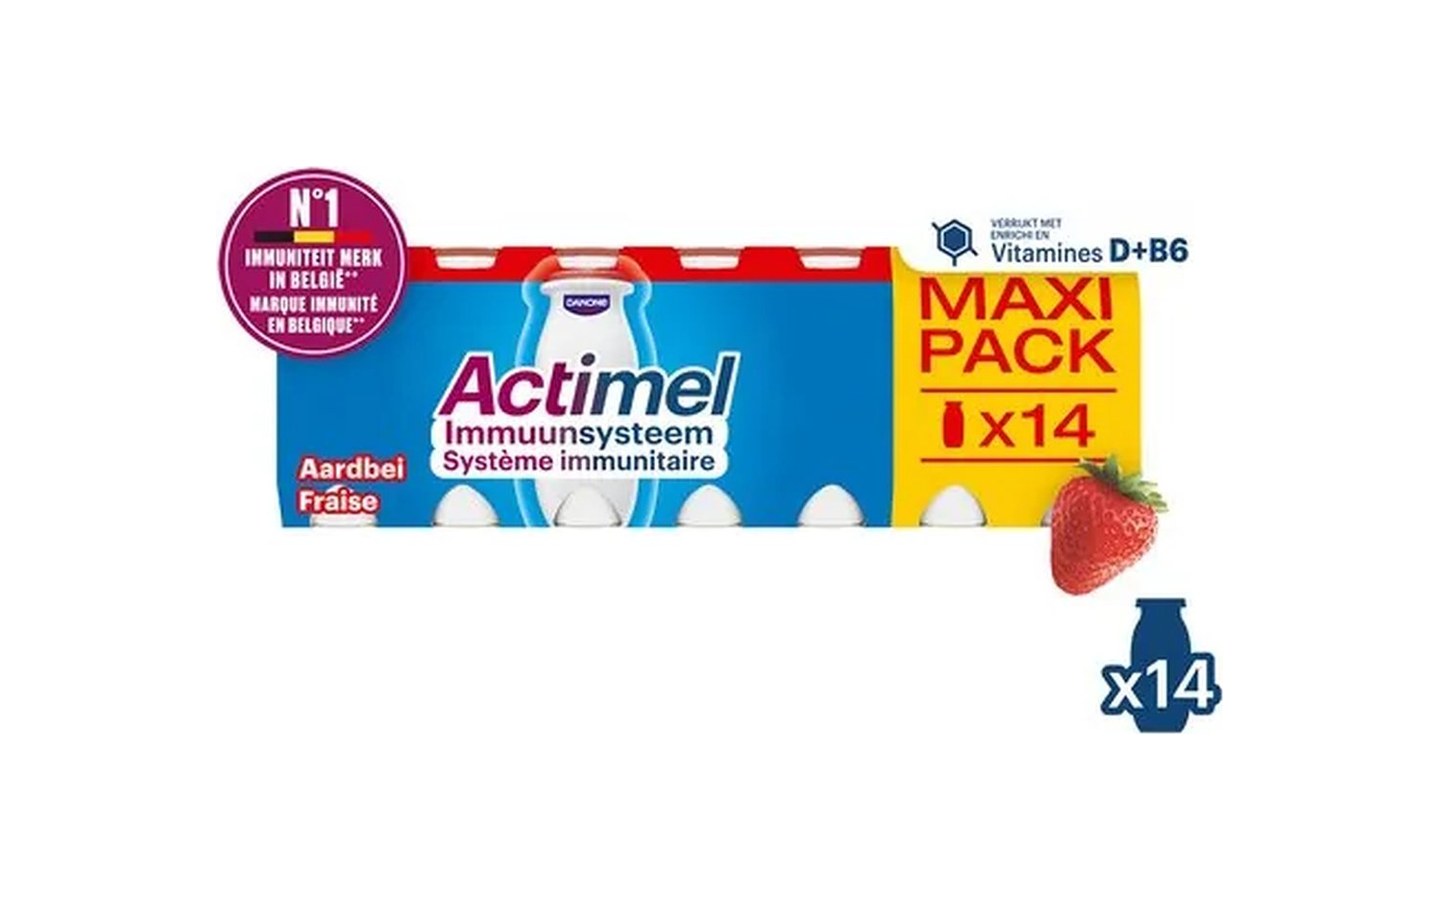 N°1
IMMUNITEIT MERK
IN BELGIË**
MARQUE IMMUNITÉ
EN BELGIQUE**
VERRIJKT MET
ENRICHI EN
Vitamines D+B6
DANONE
Actimel
Immuunsysteem
Système immunitaire
Aardbei
Fraise
MAXI
PACK
x14
x14